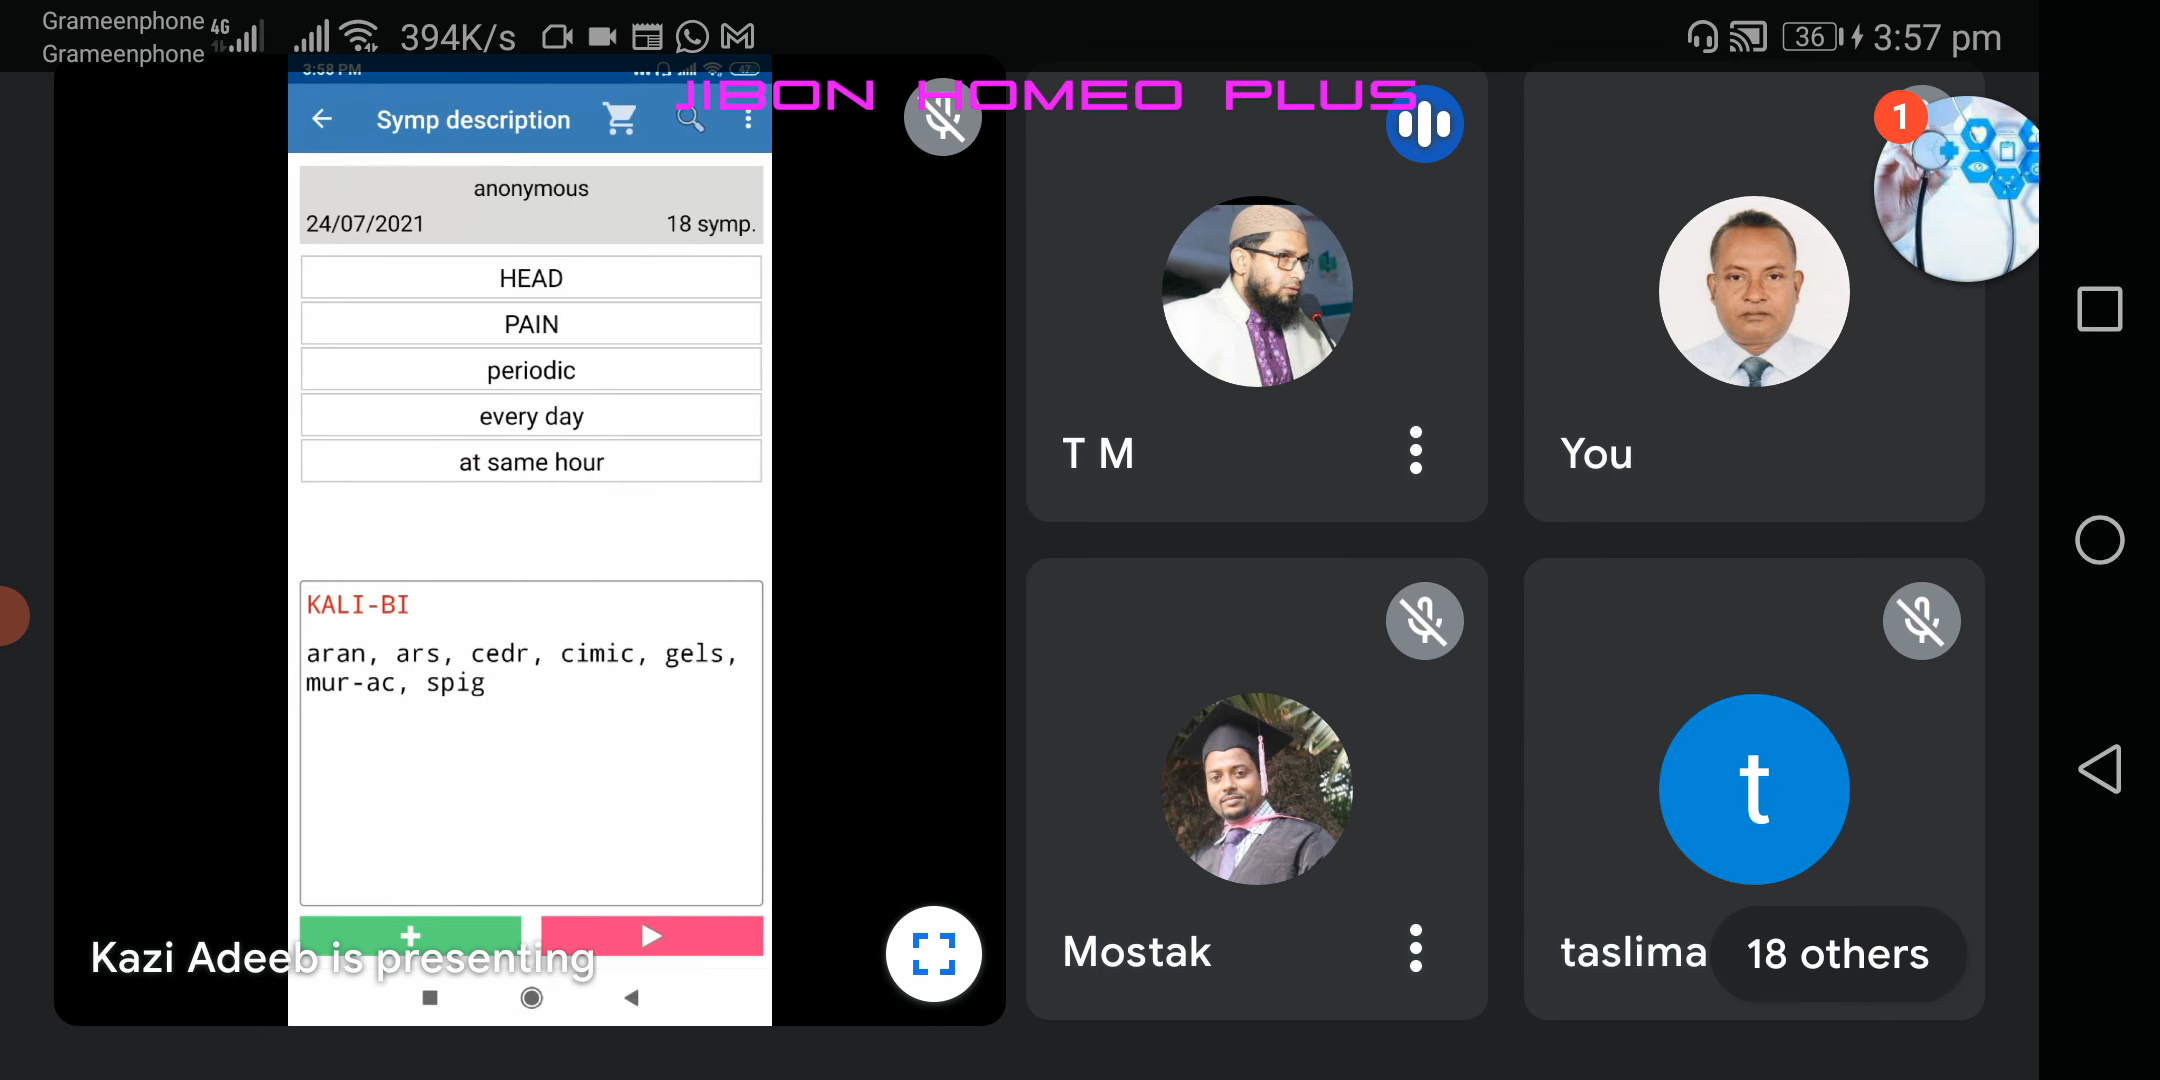 Grameenphone 4G
Grameenphone
394K/s
36
3:57 pm
3:58 PM
47
JIBON HOMEO PLUS
Symp description
1
anonymous
24/07/2021 18 symp.
HEAD
PAIN
periodic
every day
at same hour
KALI-BI
aran, ars, cedr, cimic, gels,
mur-ac, spig
+
Kazi Adeeb is presenting
T M
You
Mostak
t
taslima
18 others